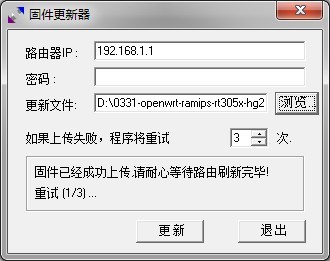 固件更新器
路由器IP : 192.168.1.1
密码 :
更新文件: D:\0331-openwrt-ramips-rt305x-hg2 浏览...
如果上传失败，程序将重试 3 次.
固件已经成功上传.请耐心等待路由刷新完毕!
重试 (1/3) ...
更新 退出